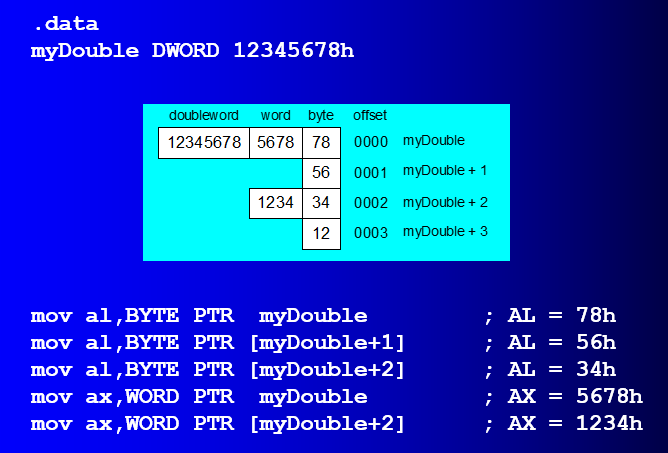 .data
myDouble DWORD 12345678h
doubleword word byte offset
12345678 5678 78 0000 myDouble
56 0001 myDouble + 1
1234 34 0002 myDouble + 2
12 0003 myDouble + 3
mov al,BYTE PTR myDouble ; AL = 78h
mov al,BYTE PTR [myDouble+1] ; AL = 56h
mov al,BYTE PTR [myDouble+2] ; AL = 34h
mov ax,WORD PTR myDouble ; AX = 5678h
mov ax,WORD PTR [myDouble+2] ; AX = 1234h